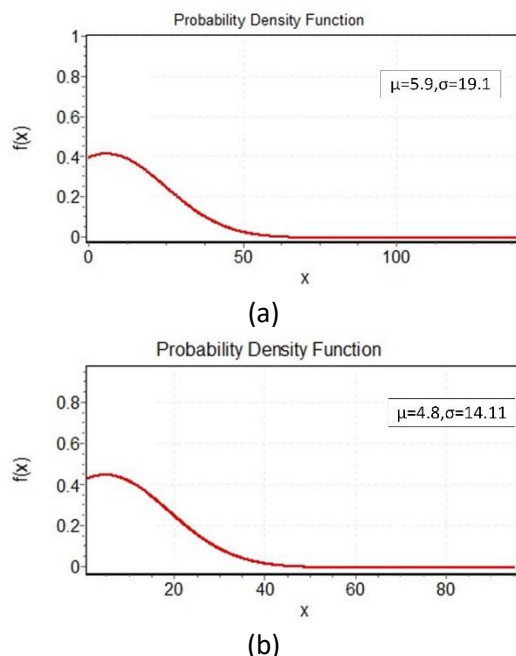 Probability Density Function
1
0.8
μ=5.9,σ=19.1
0.6
f(x)
0.4
0.2
0
0 50 100
x
(a)
Probability Density Function
0.8
μ=4.8,σ=14.11
0.6
f(x)
0.4
0.2
0
20 40 60 80
x
(b)